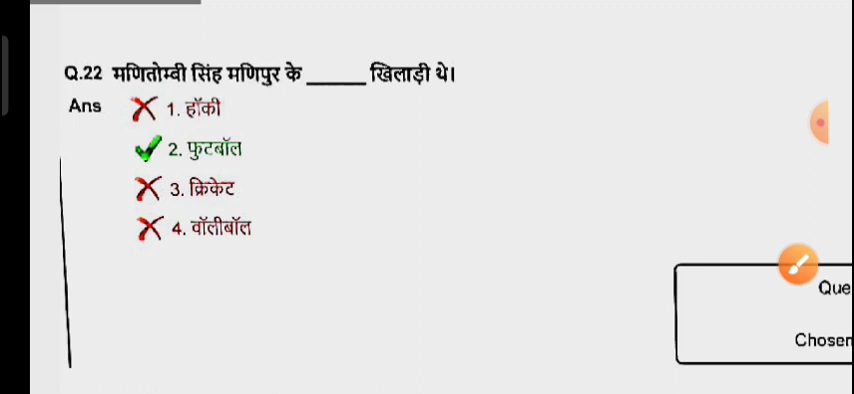 Q.22 मणितोम्बी सिंह मणिपुर के ______ खिलाड़ी थे।
Ans 1. हॉकी
2. फुटबॉल
3. क्रिकेट
4. वॉलीबॉल
Que
Chosen